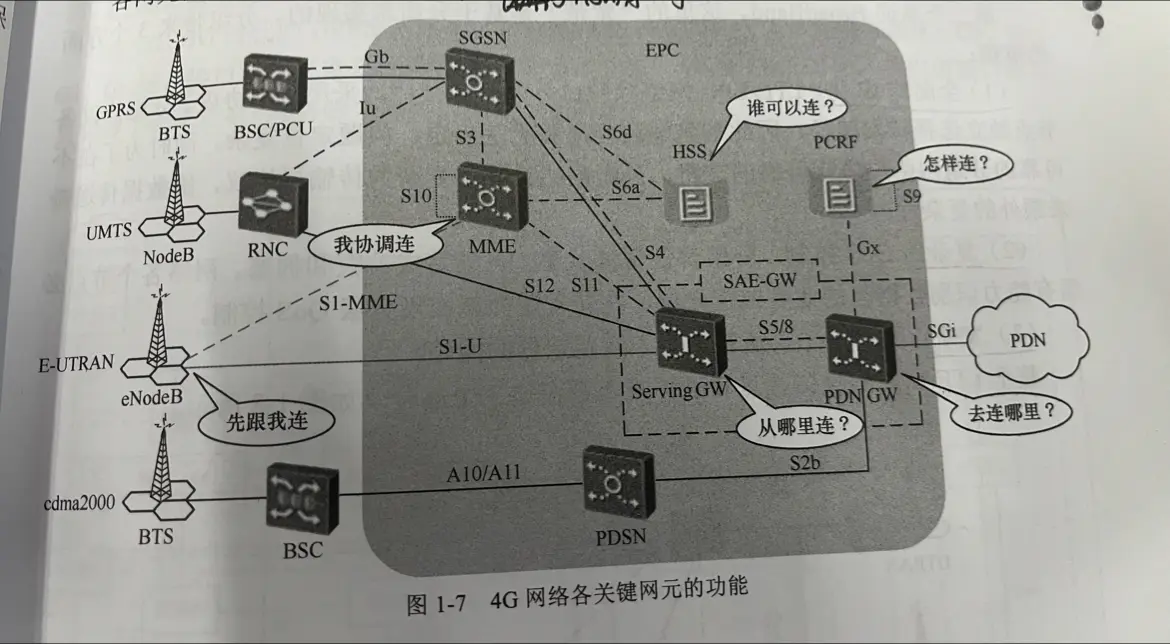 SGSN
EPC
Gb
GPRS
BTS
BSC/PCU
Iu
谁可以连？
S3
S6d
HSS
PCRF
怎样连？
S10
S6a
S9
UMTS
NodeB
RNC
我协调连
MME
S4
Gx
S1-MME
S12
S11
SAE-GW
E-UTRAN
S1-U
S5/8
SGi
PDN
eNodeB
Serving GW
PDN GW
先跟我连
从哪里连？
去连哪里？
cdma2000
BTS
BSC
A10/A11
S2b
PDSN
图 1-7 4G 网络各关键网元的功能